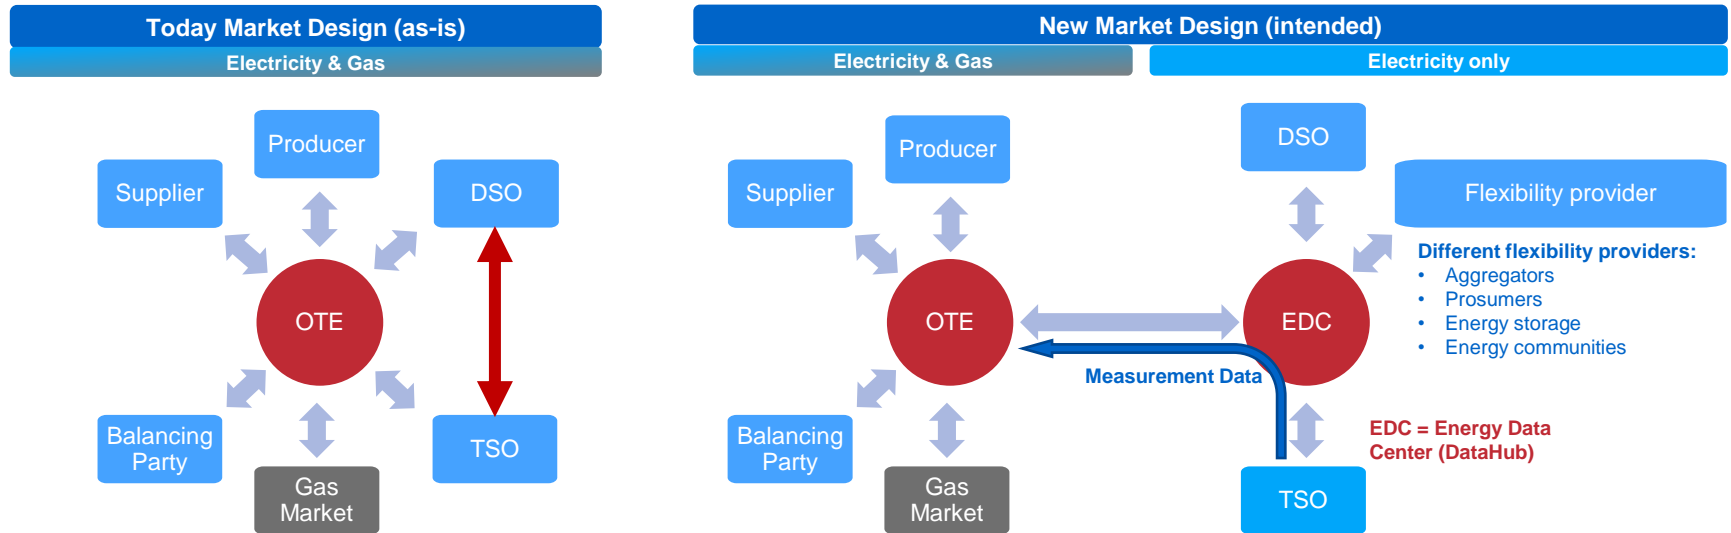 Today Market Design (as-is)
Electricity & Gas
Producer
Supplier
DSO
OTE
Balancing
Party
TSO
Gas
Market
New Market Design (intended)
Electricity & Gas
Electricity only
Producer
Supplier
DSO
Flexibility provider
Different flexibility providers:
• Aggregators
• Prosumers
• Energy storage
• Energy communities
OTE
EDC
Measurement Data
Balancing
Party
Gas
Market
EDC = Energy Data
Center (DataHub)
TSO